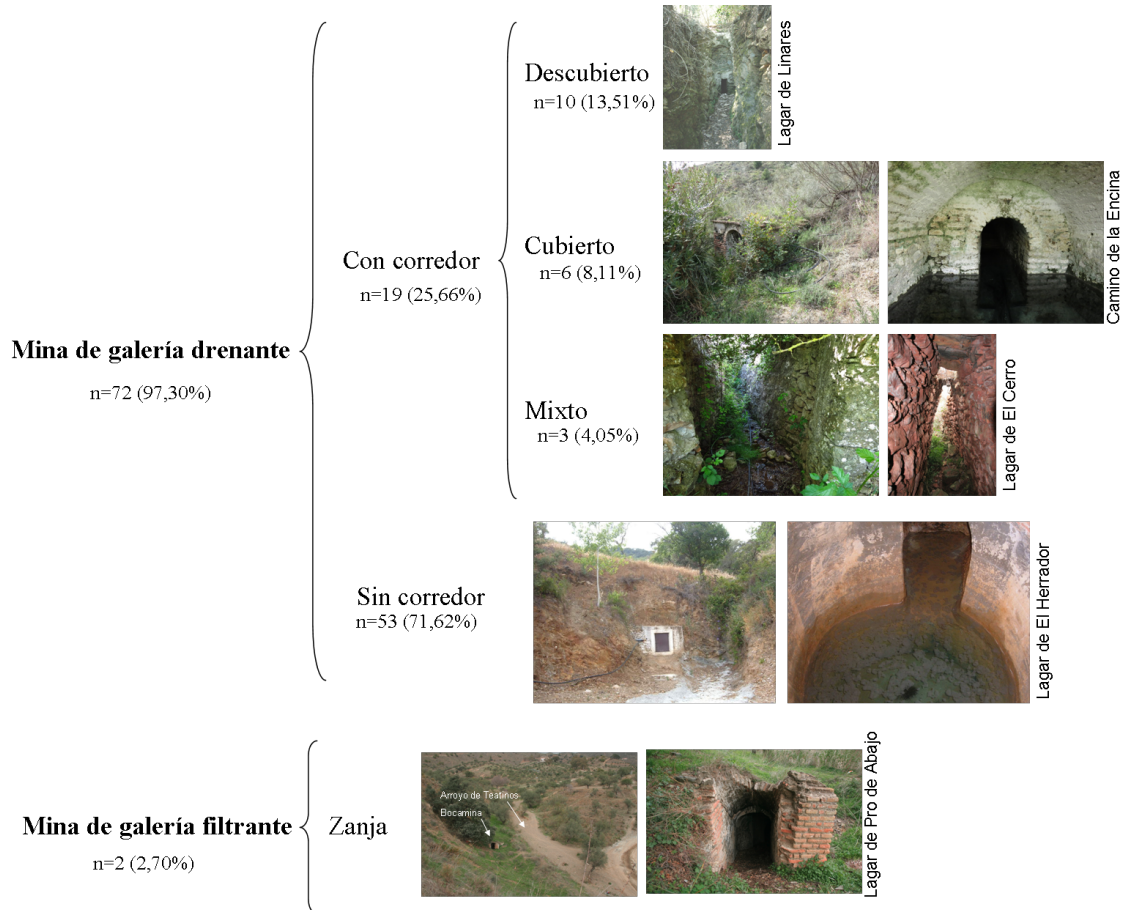 Descubierto
n=10 (13,51%)
Lagar de Linares
Con corredor
n=19 (25,66%)
Cubierto
n=6 (8,11%)
Camino de la Encina
Mina de galería drenante
n=72 (97,30%)
Mixto
n=3 (4,05%)
Lagar de El Cerro
Sin corredor
n=53 (71,62%)
Lagar de El Herrador
Mina de galería filtrante
n=2 (2,70%)
Zanja
Arroyo de Teatinos
Bocamina
Lagar de Pro de Abajo